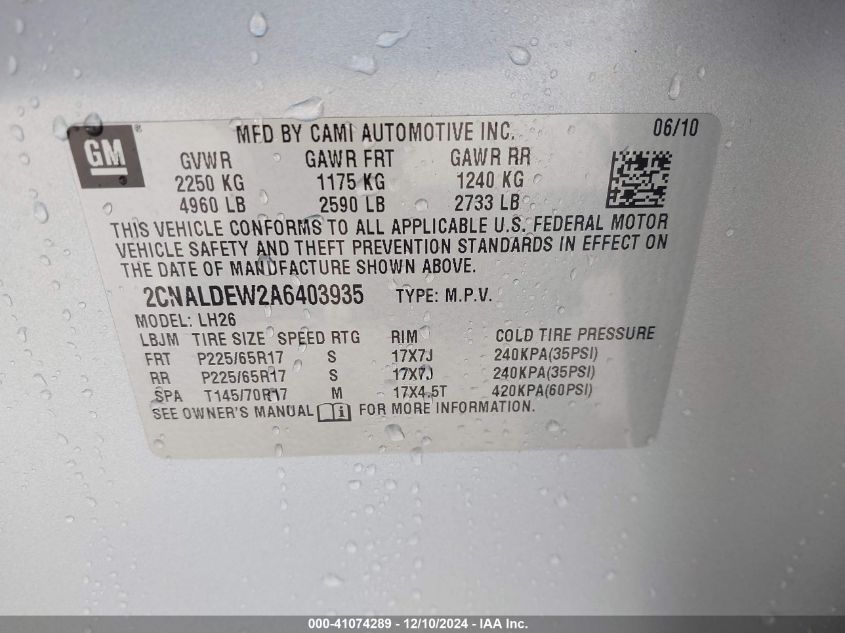 GM ®
MFD BY CAMI AUTOMOTIVE INC. 06/10
GVWR GAWR FRT GAWR RR
2250 KG 1175 KG 1240 KG
4960 LB 2590 LB 2733 LB
THIS VEHICLE CONFORMS TO ALL APPLICABLE U.S. FEDERAL MOTOR
VEHICLE SAFETY AND THEFT PREVENTION STANDARDS IN EFFECT ON
THE DATE OF MANUFACTURE SHOWN ABOVE.
2CNALDEW2A6403935 TYPE: M.P.V.
MODEL: LH26
LBJM TIRE SIZE SPEED RTG RIM COLD TIRE PRESSURE
FRT P225/65R17 S 17X7J 240KPA(35PSI)
RR P225/65R17 S 17X7J 240KPA(35PSI)
SPA T145/70R17 M 17X4.5T 420KPA(60PSI)
SEE OWNER'S MANUAL i FOR MORE INFORMATION.
000-41074289 - 12/10/2024 - IAA Inc.